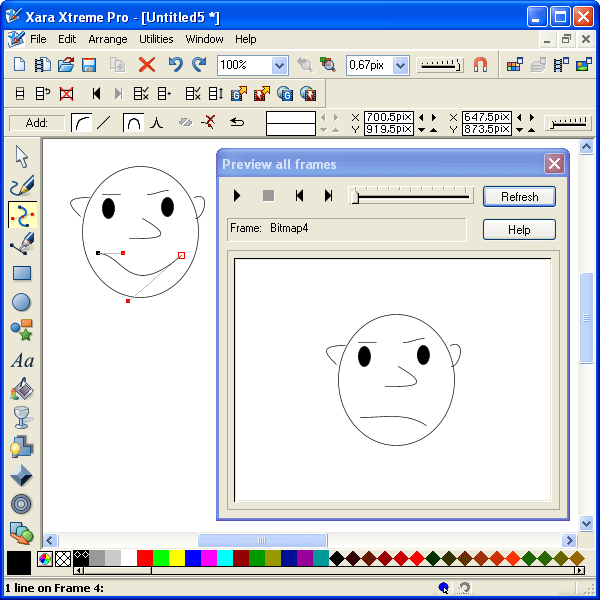 Xara Xtreme Pro - [Untitled5 *]
File Edit Arrange Utilities Window Help
100% 0,67pix
Add: X 700,5pix X 647,5pix
Y 919,5pix Y 873,5pix
Preview all frames
Refresh
Frame: Bitmap4
Help
Aa
1 line on Frame 4: